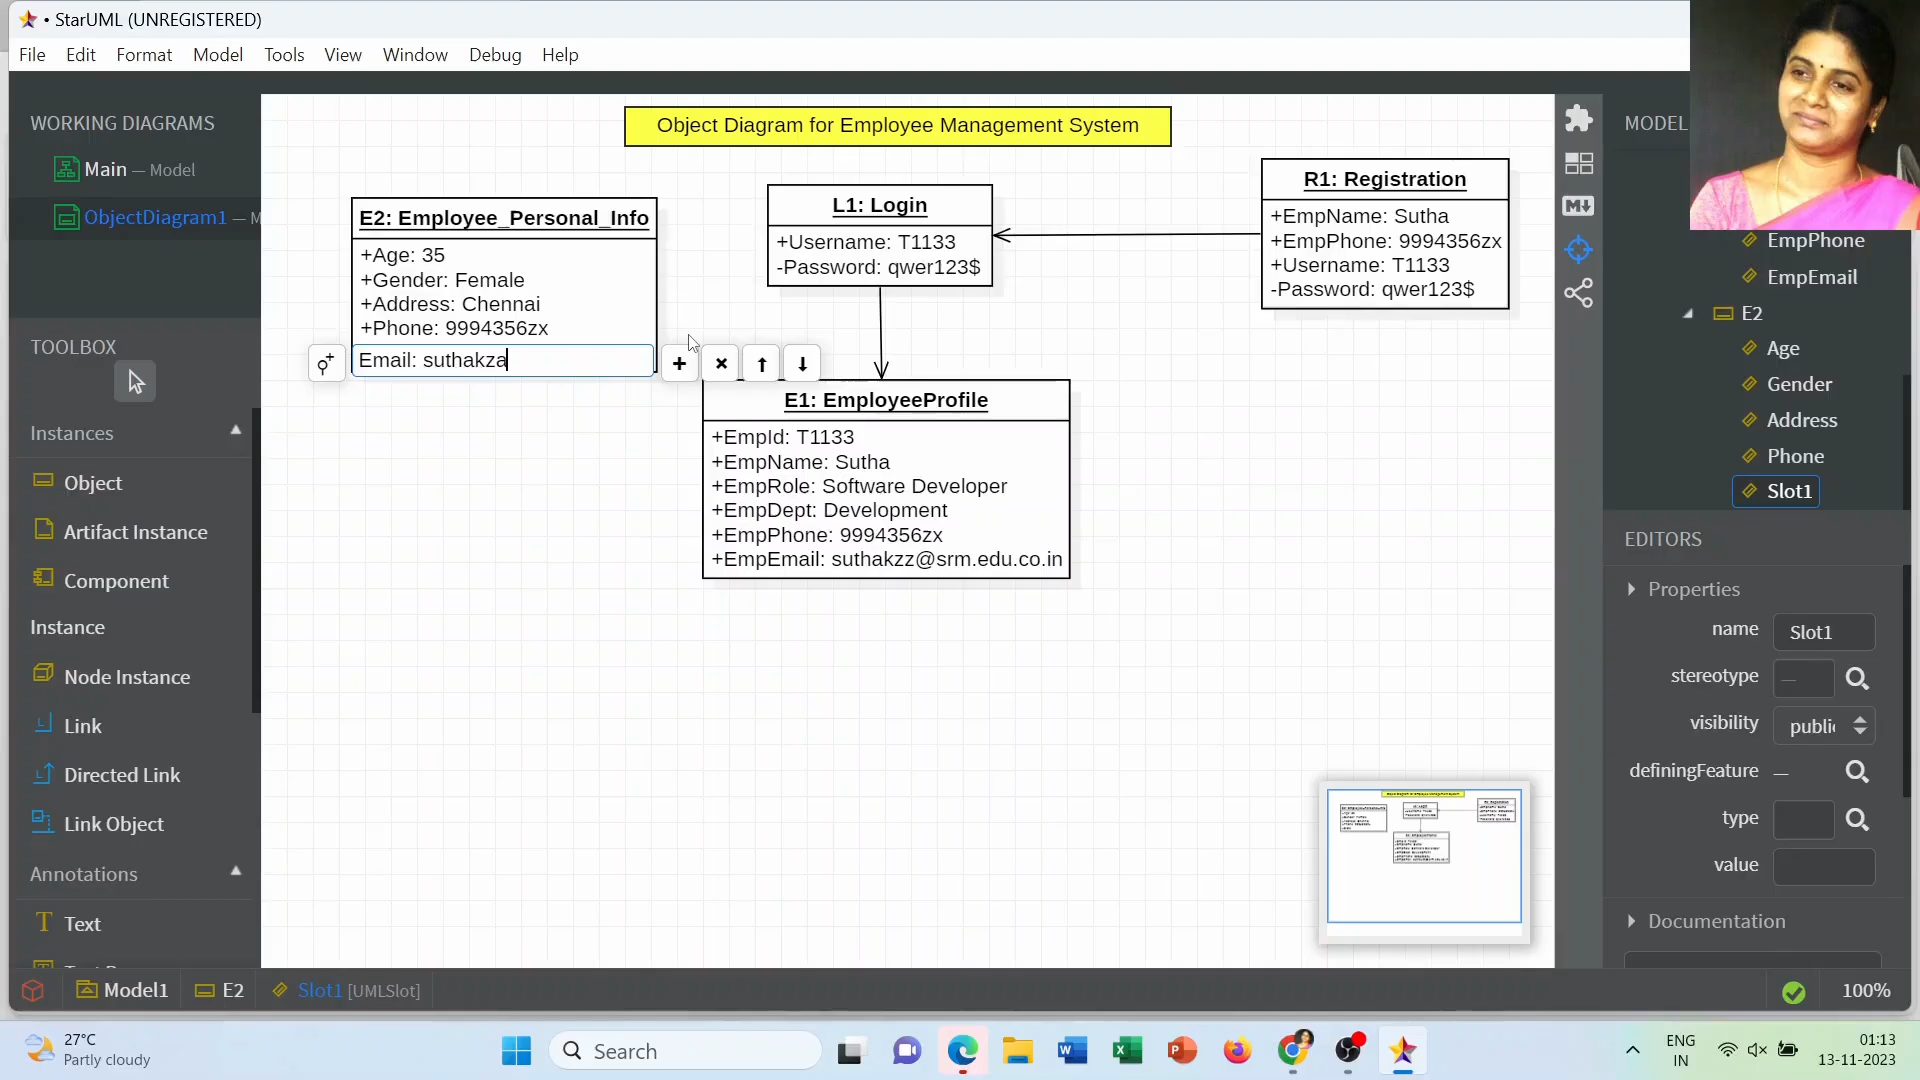 • StarUML (UNREGISTERED)
File Edit Format Model Tools View Window Debug Help
WORKING DIAGRAMS
Main — Model
ObjectDiagram1 — M
TOOLBOX
Instances
Object
Artifact Instance
Component
Instance
Node Instance
Link
Directed Link
Link Object
Annotations
Text
Object Diagram for Employee Management System
E2: Employee_Personal_Info
+Age: 35
+Gender: Female
+Address: Chennai
+Phone: 9994356zx
Email: suthakza
L1: Login
+Username: T1133
-Password: qwer123$
R1: Registration
+EmpName: Sutha
+EmpPhone: 9994356zx
+Username: T1133
-Password: qwer123$
E1: EmployeeProfile
+EmpId: T1133
+EmpName: Sutha
+EmpRole: Software Developer
+EmpDept: Development
+EmpPhone: 9994356zx
+EmpEmail: suthakzz@srm.edu.co.in
MODEL
EmpPhone
EmpEmail
E2
Age
Gender
Address
Phone
Slot1
EDITORS
Properties
name Slot1
stereotype —
visibility publi
definingFeature —
type
value
Documentation
Model1 E2 Slot1 [UMLSlot]
100%
27°C
Partly cloudy
Search
ENG
IN
01:13
13-11-2023